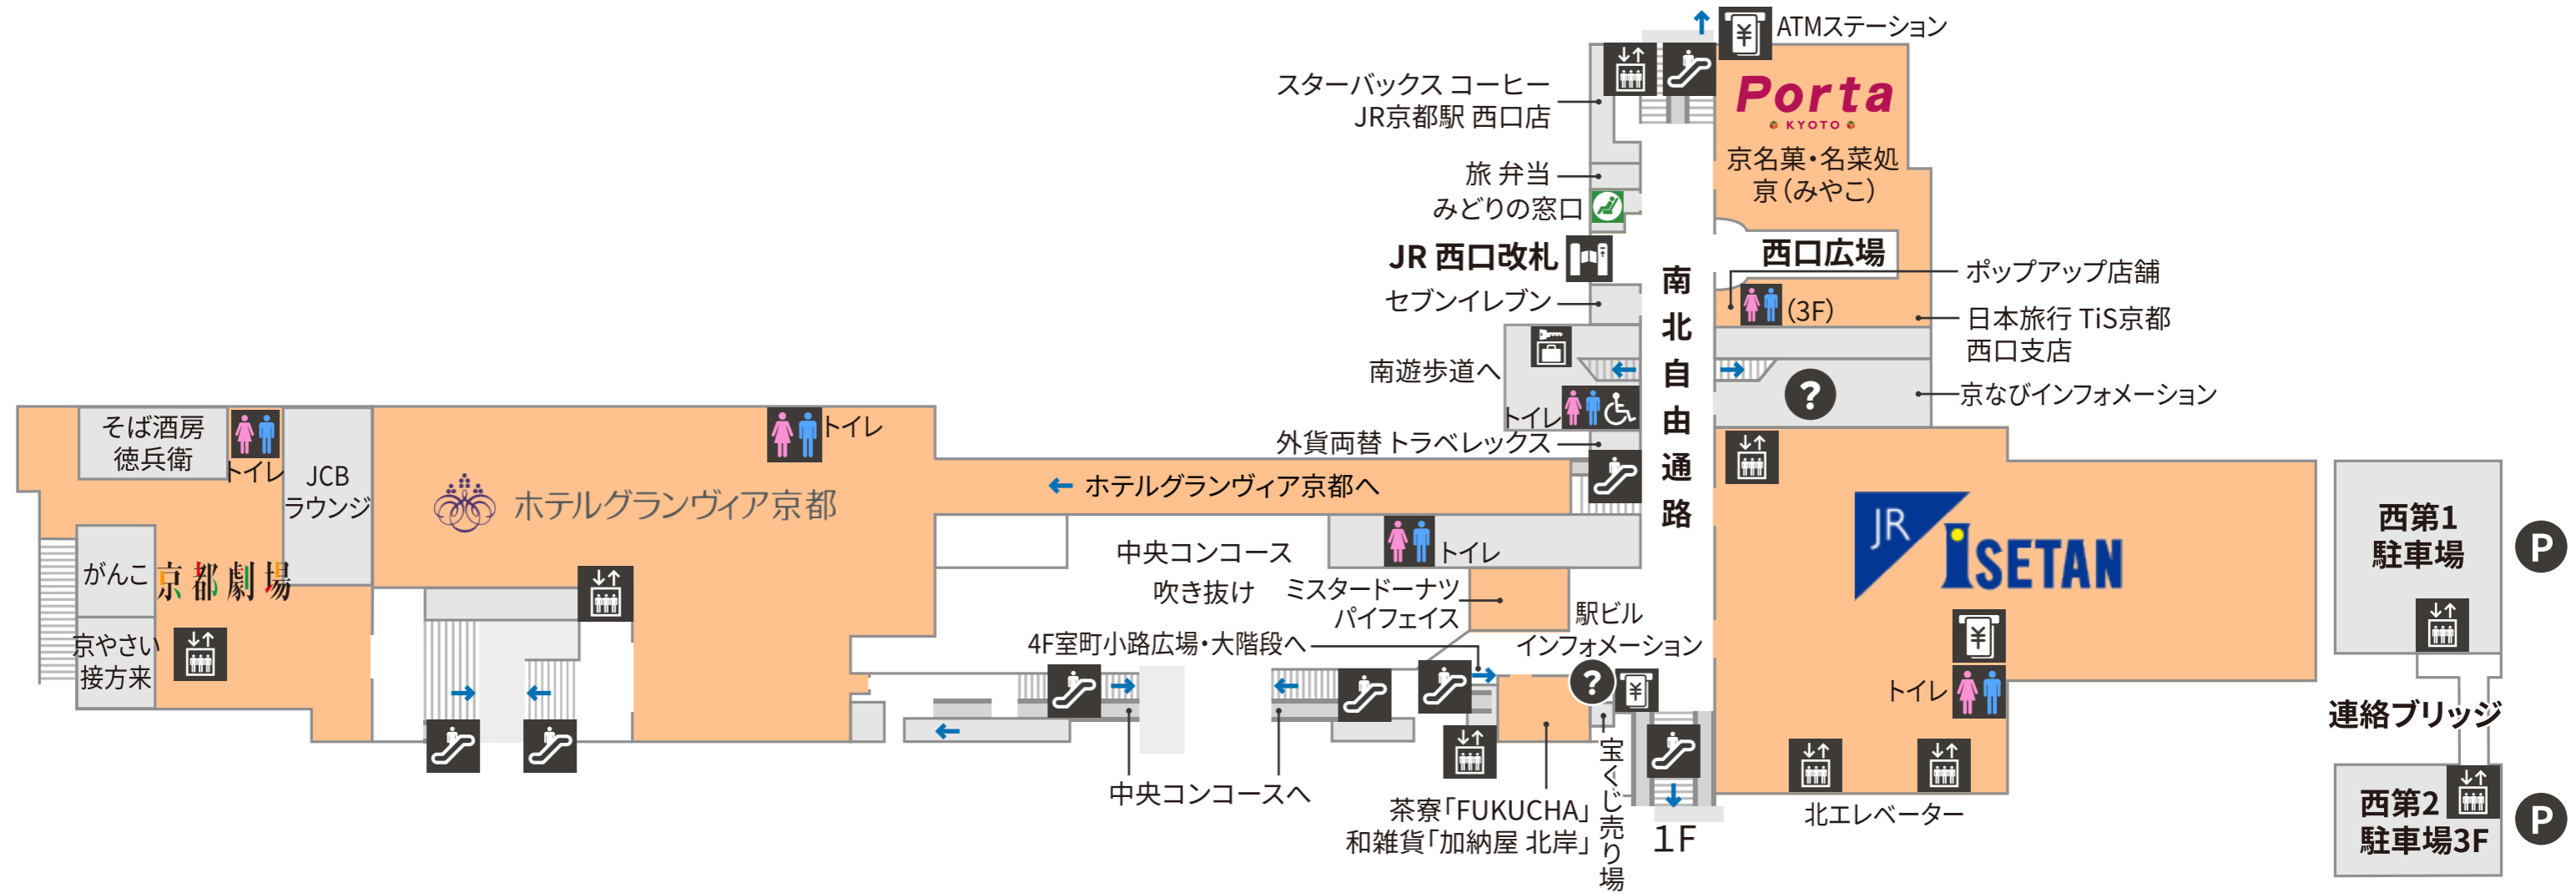 ATMステーション
スターバックス コーヒー
JR京都駅 西口店
Porta
KYOTO
京名菓・名菜処
亰（みやこ）
旅 弁当
みどりの窓口
JR 西口改札
西口広場
セブンイレブン
南北自由通路
ポップアップ店舗
(3F)
日本旅行 TiS京都
西口支店
南遊歩道へ
京なびインフォメーション
?
トイレ
外貨両替 トラベレックス
そば酒房
徳兵衛
トイレ
JCB
ラウンジ
トイレ
ホテルグランヴィア京都
ホテルグランヴィア京都へ
JR ISETAN
西第1
駐車場
P
中央コンコース
吹き抜け
トイレ
がんこ
京都劇場
ミスタードーナツ
パイフェイス
駅ビル
インフォメーション
京やさい
接方来
4F室町小路広場・大階段へ
?
トイレ
連絡ブリッジ
中央コンコースへ
茶寮「FUKUCHA」
和雑貨「加納屋 北岸」
宝くじ売り場
1F
北エレベーター
西第2
駐車場3F
P